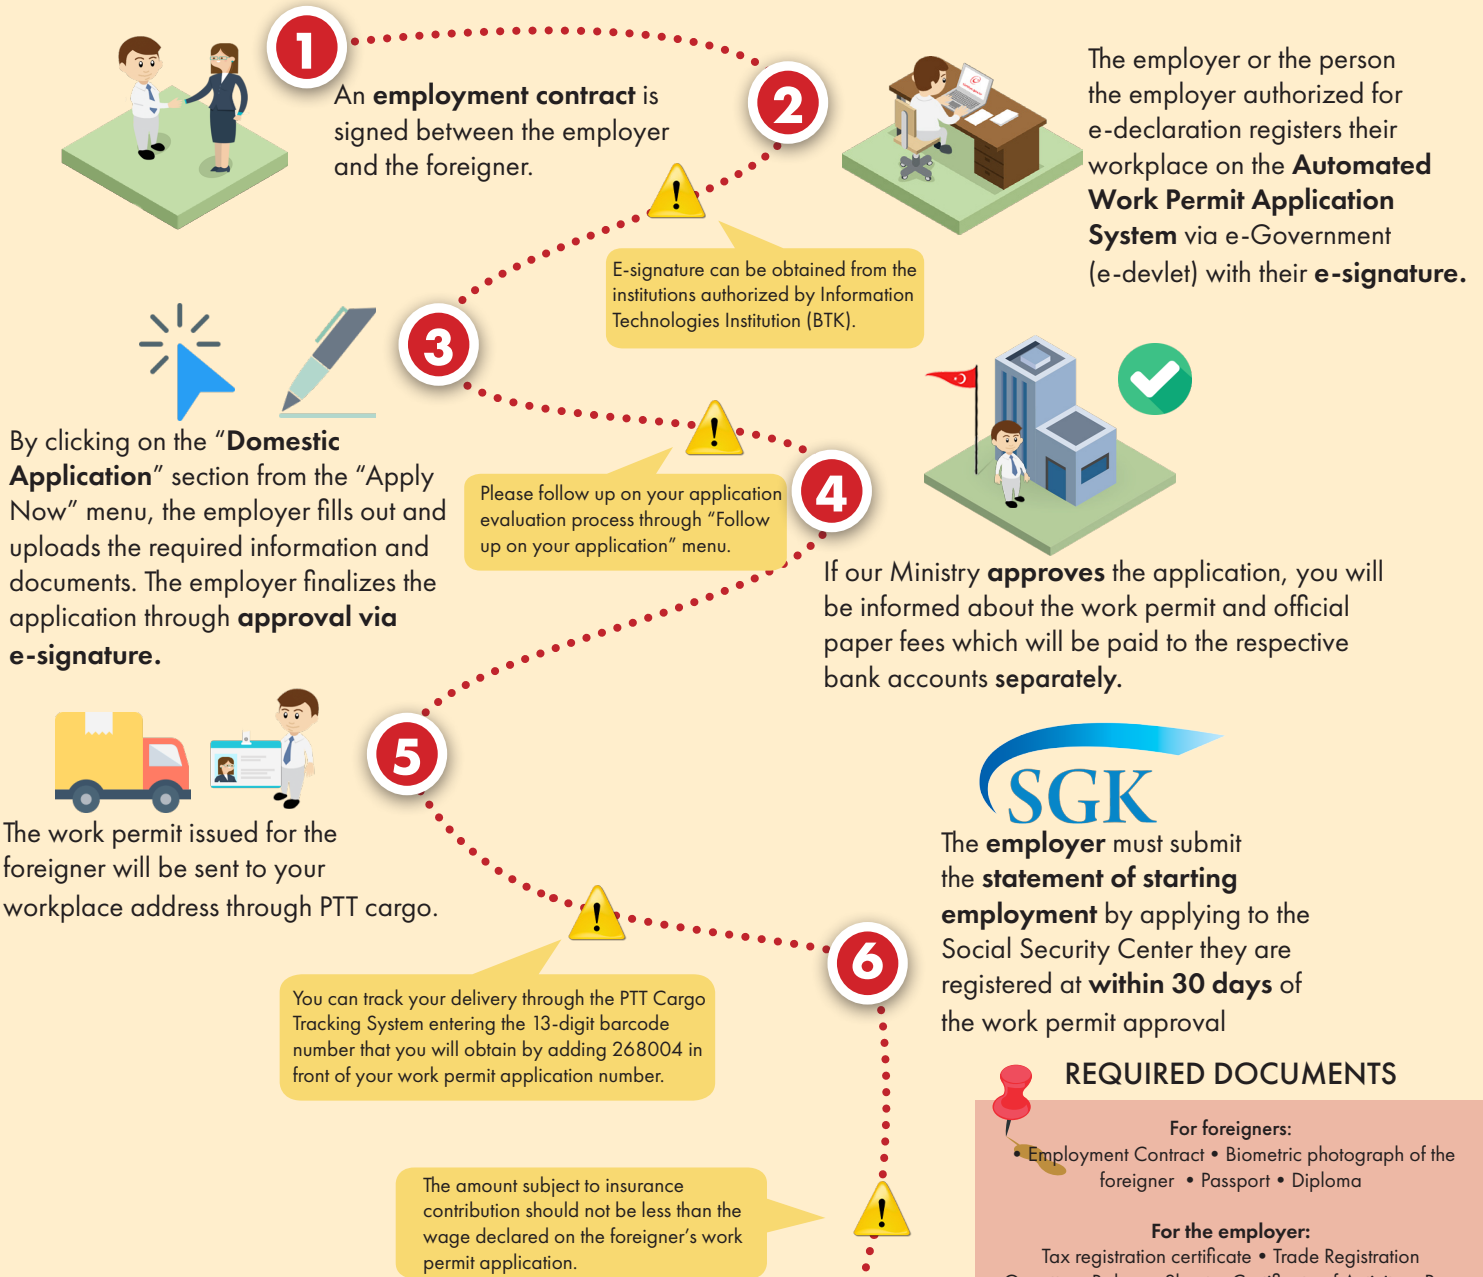 1
An employment contract is
signed between the employer
and the foreigner.
2
The employer or the person
the employer authorized for
e-declaration registers their
workplace on the Automated
Work Permit Application
System via e-Government
(e-devlet) with their e-signature.
!
E-signature can be obtained from the
institutions authorized by Information
Technologies Institution (BTK).
3
By clicking on the “Domestic
Application” section from the “Apply
Now” menu, the employer fills out and
uploads the required information and
documents. The employer finalizes the
application through approval via
e-signature.
!
Please follow up on your application
evaluation process through “Follow
up on your application” menu.
4
If our Ministry approves the application, you will
be informed about the work permit and official
paper fees which will be paid to the respective
bank accounts separately.
5
The work permit issued for the
foreigner will be sent to your
workplace address through PTT cargo.
!
You can track your delivery through the PTT Cargo
Tracking System entering the 13-digit barcode
number that you will obtain by adding 268004 in
front of your work permit application number.
6
SGK
The employer must submit
the statement of starting
employment by applying to the
Social Security Center they are
registered at within 30 days of
the work permit approval
!
The amount subject to insurance
contribution should not be less than the
wage declared on the foreigner’s work
permit application.
REQUIRED DOCUMENTS
For foreigners:
• Employment Contract • Biometric photograph of the
foreigner • Passport • Diploma
For the employer:
Tax registration certificate • Trade Registration